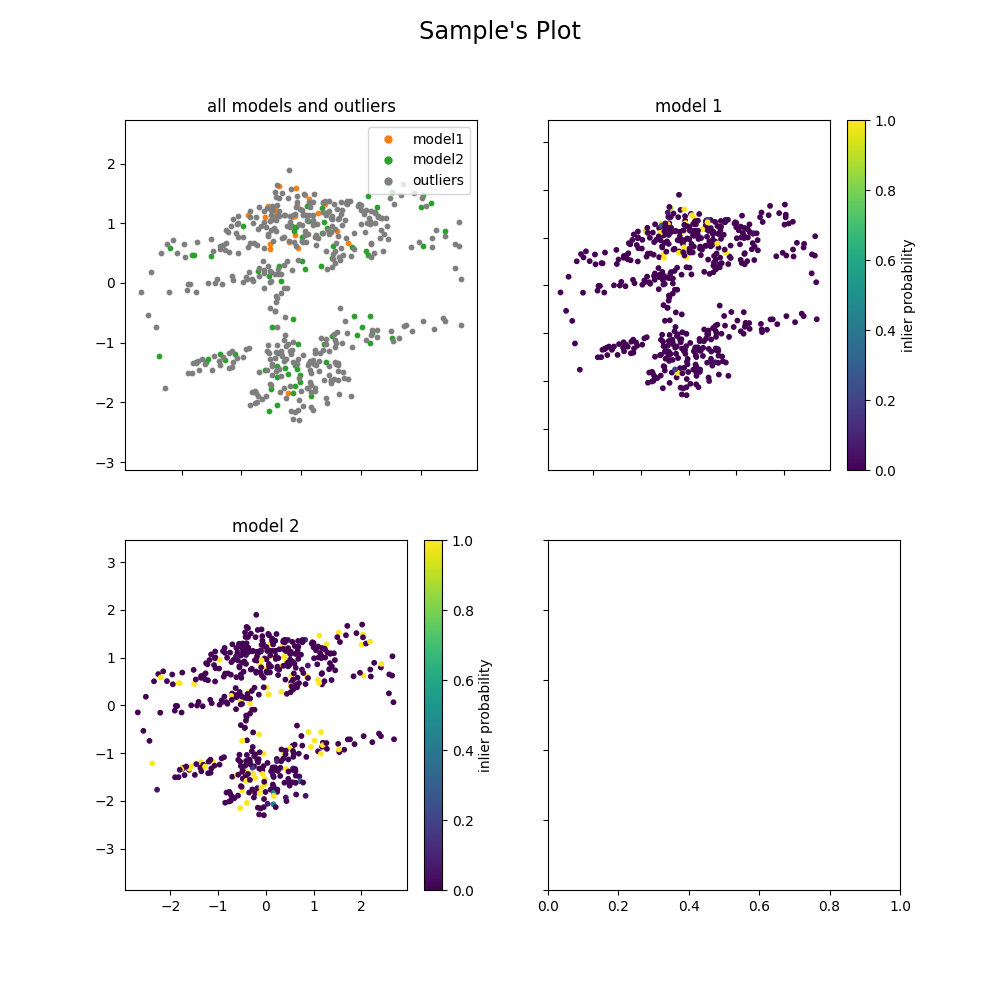 Sample's Plot
all models and outliers
model1
model2
outliers
2
1
0
−1
−2
−3
model 1
1.0
0.8
0.6
0.4
0.2
0.0
inlier probability
model 2
3
2
1
0
−1
−2
−3
−2 −1 0 1 2
1.0
0.8
0.6
0.4
0.2
0.0
inlier probability
0.0 0.2 0.4 0.6 0.8 1.0